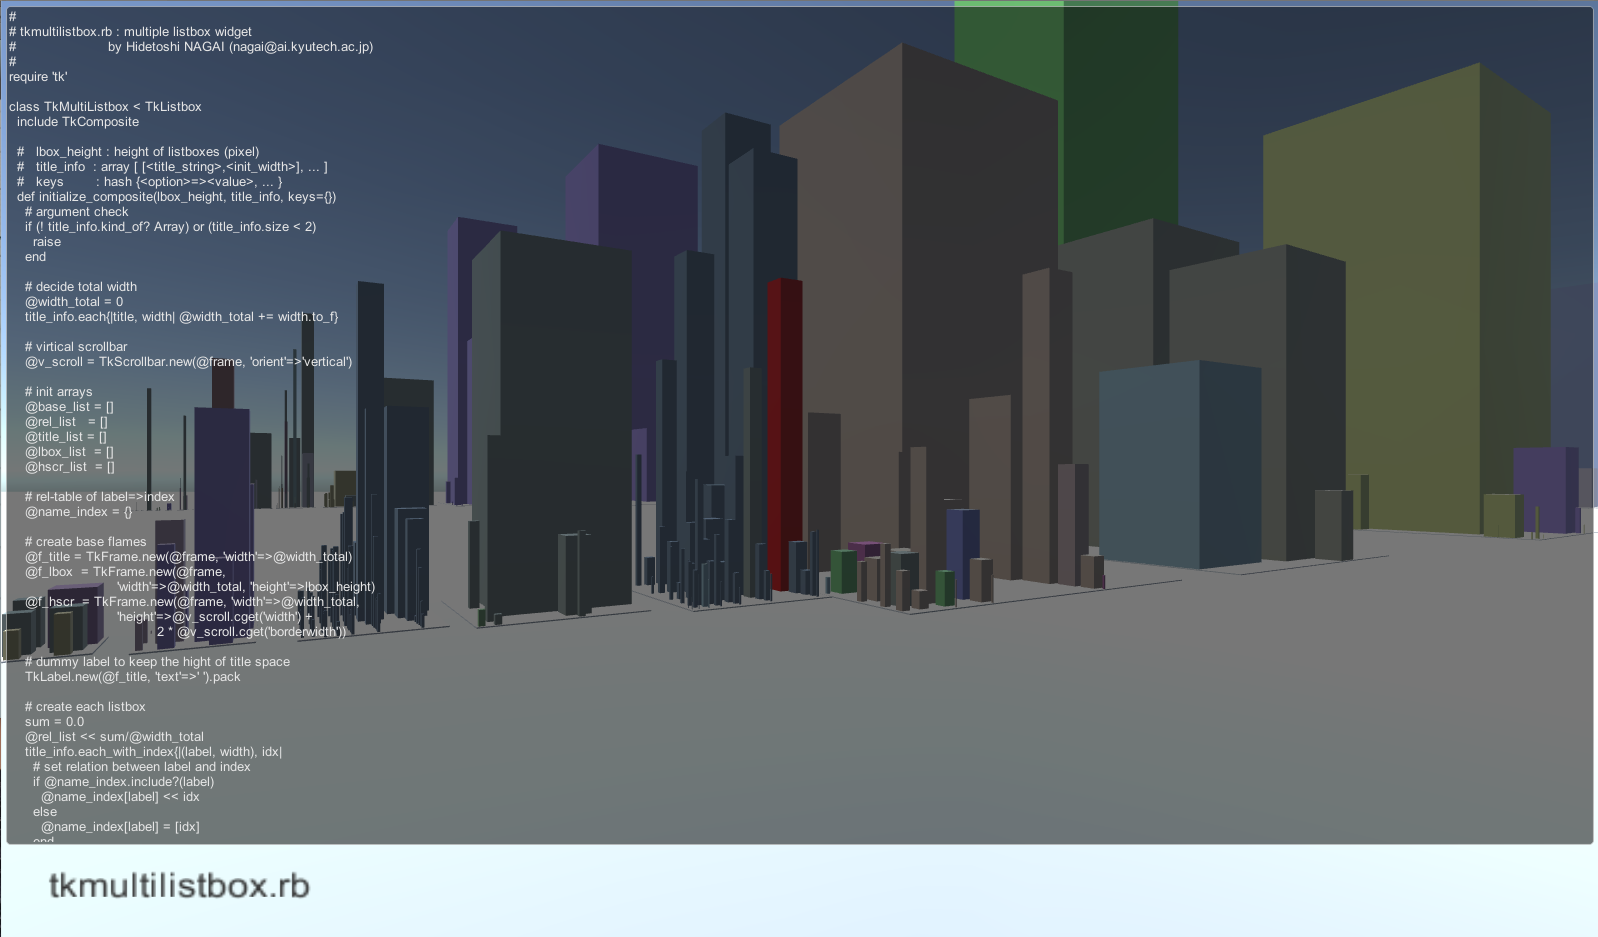 #
# tkmultilistbox.rb : multiple listbox widget
#                         by Hidetoshi NAGAI (nagai@ai.kyutech.ac.jp)
#
require 'tk'
class TkMultiListbox < TkListbox
include TkComposite
#   lbox_height : height of listboxes (pixel)
#   title_info  : array [ [<title_string>,<init_width>], ... ]
#   keys        : hash {<option>=><value>, ... }
def initialize_composite(lbox_height, title_info, keys={})
# argument check
if (! title_info.kind_of? Array) or (title_info.size < 2)
raise
end
# decide total width
@width_total = 0
title_info.each{|title, width| @width_total += width.to_f}
# virtical scrollbar
@v_scroll = TkScrollbar.new(@frame, 'orient'=>'vertical')
# init arrays
@base_list = []
@rel_list   = []
@title_list = []
@lbox_list  = []
@hscr_list  = []
# rel-table of label=>index
@name_index = {}
# create base flames
@f_title = TkFrame.new(@frame, 'width'=>@width_total)
@f_lbox  = TkFrame.new(@frame,
'width'=>@width_total, 'height'=>lbox_height)
@f_hscr  = TkFrame.new(@frame, 'width'=>@width_total,
'height'=>@v_scroll.cget('width') +
2 * @v_scroll.cget('borderwidth'))
# dummy label to keep the hight of title space
TkLabel.new(@f_title, 'text'=>' ').pack
# create each listbox
sum = 0.0
@rel_list << sum/@width_total
title_info.each_with_index{|(label, width), idx|
# set relation between label and index
if @name_index.include?(label)
@name_index[label] << idx
else
@name_index[label] = [idx]
end
tkmultilistbox.rb